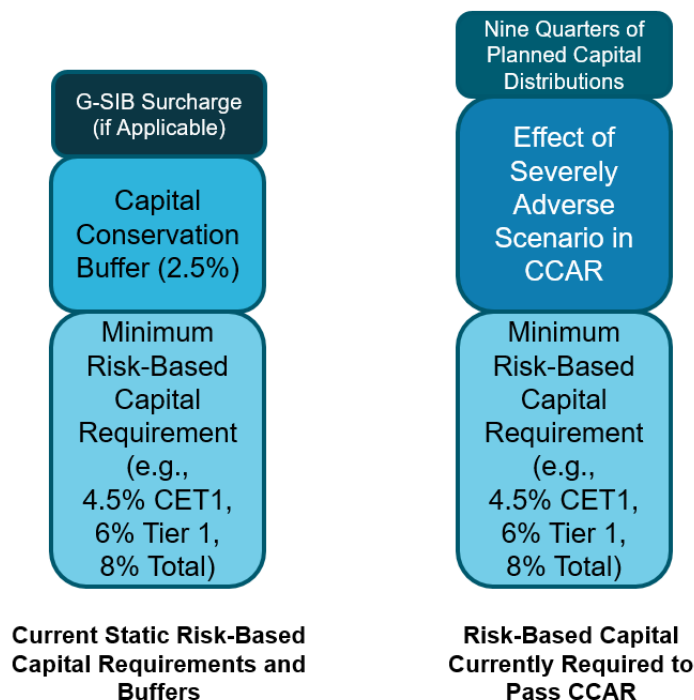 G-SIB Surcharge
(if Applicable)
Capital
Conservation
Buffer (2.5%)
Minimum
Risk-Based
Capital
Requirement
(e.g.,
4.5% CET1,
6% Tier 1,
8% Total)
Current Static Risk-Based
Capital Requirements and
Buffers
Nine Quarters of
Planned Capital
Distributions
Effect of
Severely
Adverse
Scenario in
CCAR
Minimum
Risk-Based
Capital
Requirement
(e.g.,
4.5% CET1,
6% Tier 1,
8% Total)
Risk-Based Capital
Currently Required to
Pass CCAR